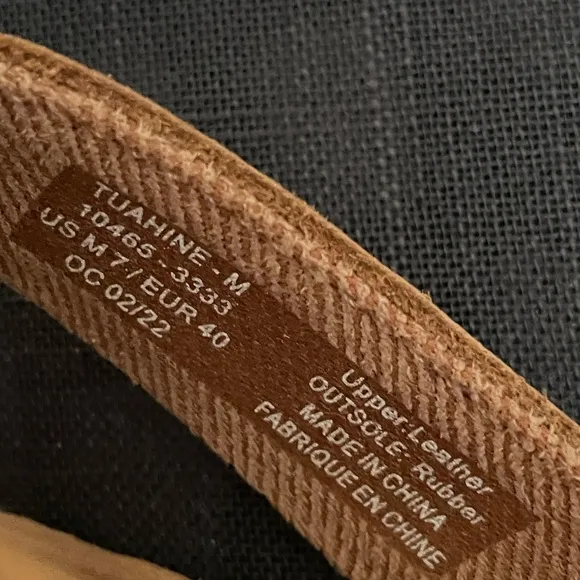 TUAHINE - M
10465 - 3333
US M 7 / EUR 40
OC 02/22
Upper: Leather
OUTSOLE: Rubber
MADE IN CHINA
FABRIQUE EN CHINE